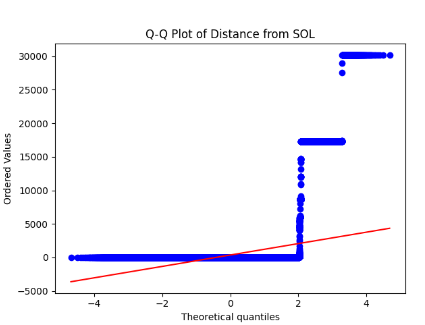 Q-Q Plot of Distance from SOL
30000
25000
20000
15000
10000
5000
0
−5000
Ordered Values
−4 −2 0 2 4
Theoretical quantiles